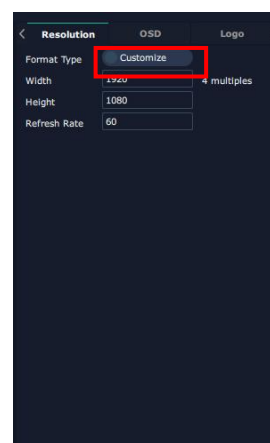 < Resolution OSD Logo
Format Type Customize
Width 1920 4 multiples
Height 1080
Refresh Rate 60